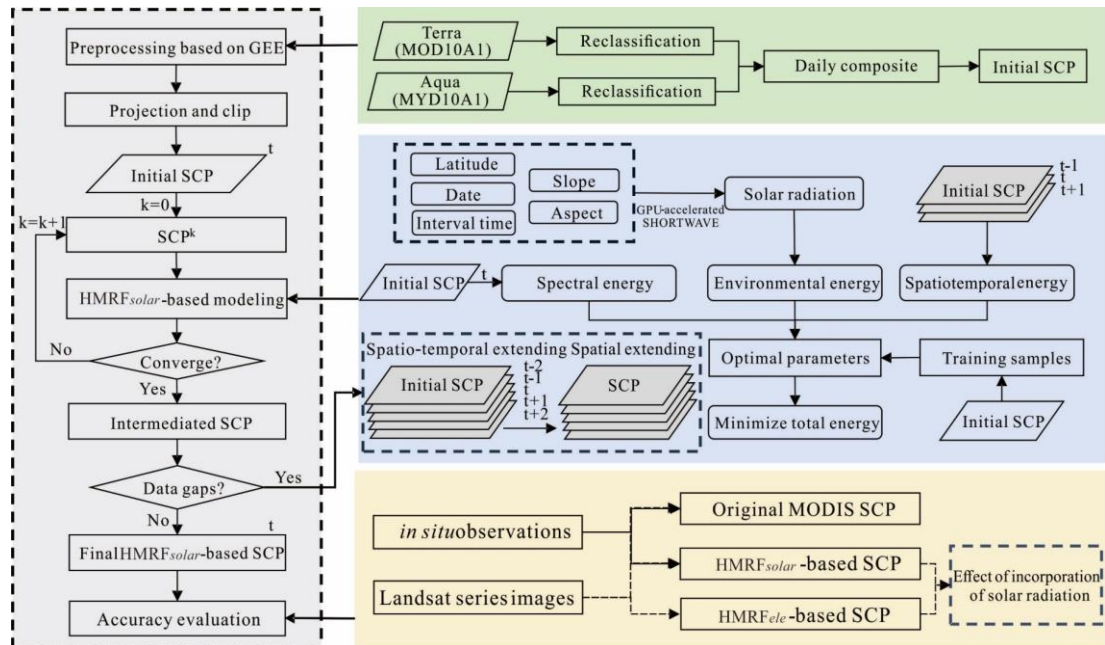 Preprocessing based on GEE
Projection and clip
t
Initial SCP
k=0
k=k+1
SCPk
HMRFsolar-based modeling
No
Converge?
Yes
Intermediated SCP
Data gaps?
Yes
No
t
FinalHMRFsolar-based SCP
Accuracy evaluation
Terra
(MOD10A1)
Reclassification
Aqua
(MYD10A1)
Reclassification
Daily composite
Initial SCP
Latitude
Date
Interval time
Slope
Aspect
GPU-accelerated
SHORTWAVE
Solar radiation
Initial SCP
t-1
t
t+1
Initial SCP
t
Spectral energy
Environmental energy
Spatiotemporal energy
Spatio-temporal extending
Spatial extending
Initial SCP
t-2
t-1
t
t+1
t+2
SCP
Optimal parameters
Training samples
Minimize total energy
Initial SCP
in situobservations
Landsat series images
Original MODIS SCP
HMRFsolar -based SCP
HMRFele-based SCP
Effect of incorporation
of solar radiation